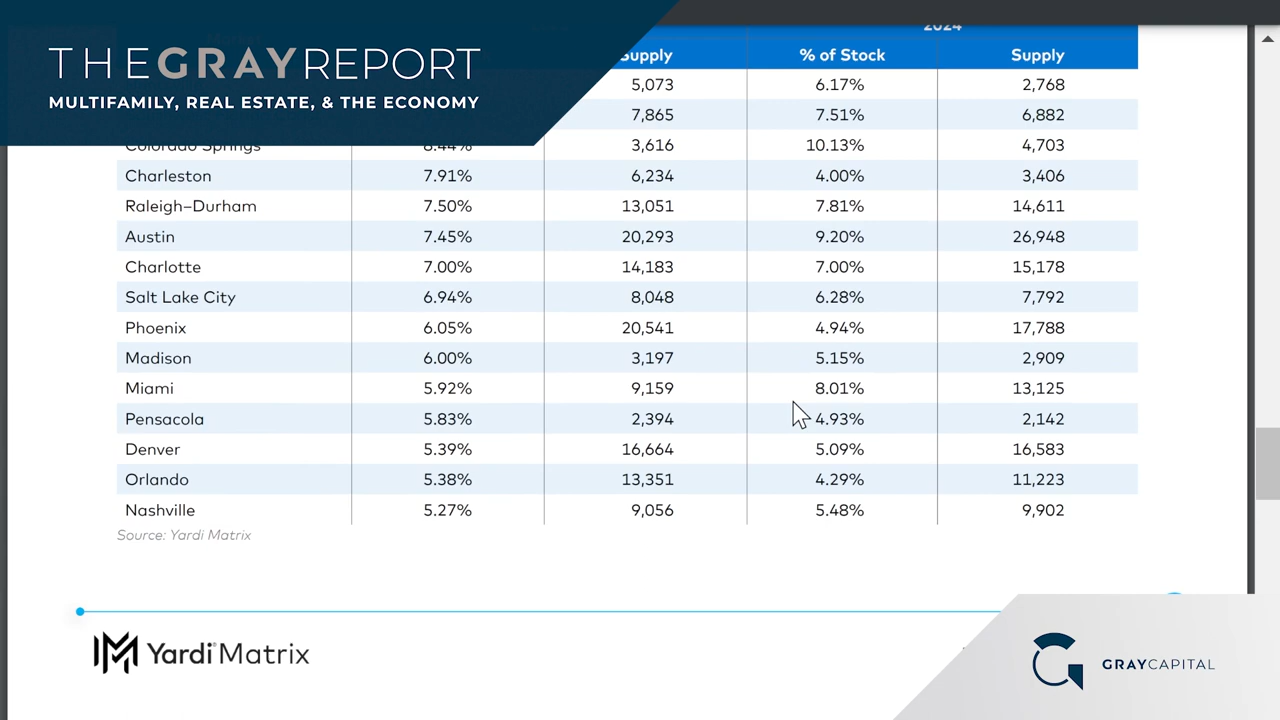 2024
THE GRAY REPORT
MULTIFAMILY, REAL ESTATE, & THE ECONOMY
Supply % of Stock Supply
5,073 6.17% 2,768
7,865 7.51% 6,882
Colorado Springs 8.44% 3,616 10.13% 4,703
Charleston 7.91% 6,234 4.00% 3,406
Raleigh–Durham 7.50% 13,051 7.81% 14,611
Austin 7.45% 20,293 9.20% 26,948
Charlotte 7.00% 14,183 7.00% 15,178
Salt Lake City 6.94% 8,048 6.28% 7,792
Phoenix 6.05% 20,541 4.94% 17,788
Madison 6.00% 3,197 5.15% 2,909
Miami 5.92% 9,159 8.01% 13,125
Pensacola 5.83% 2,394 4.93% 2,142
Denver 5.39% 16,664 5.09% 16,583
Orlando 5.38% 13,351 4.29% 11,223
Nashville 5.27% 9,056 5.48% 9,902
Source: Yardi Matrix
Yardi® Matrix
GRAYCAPITAL